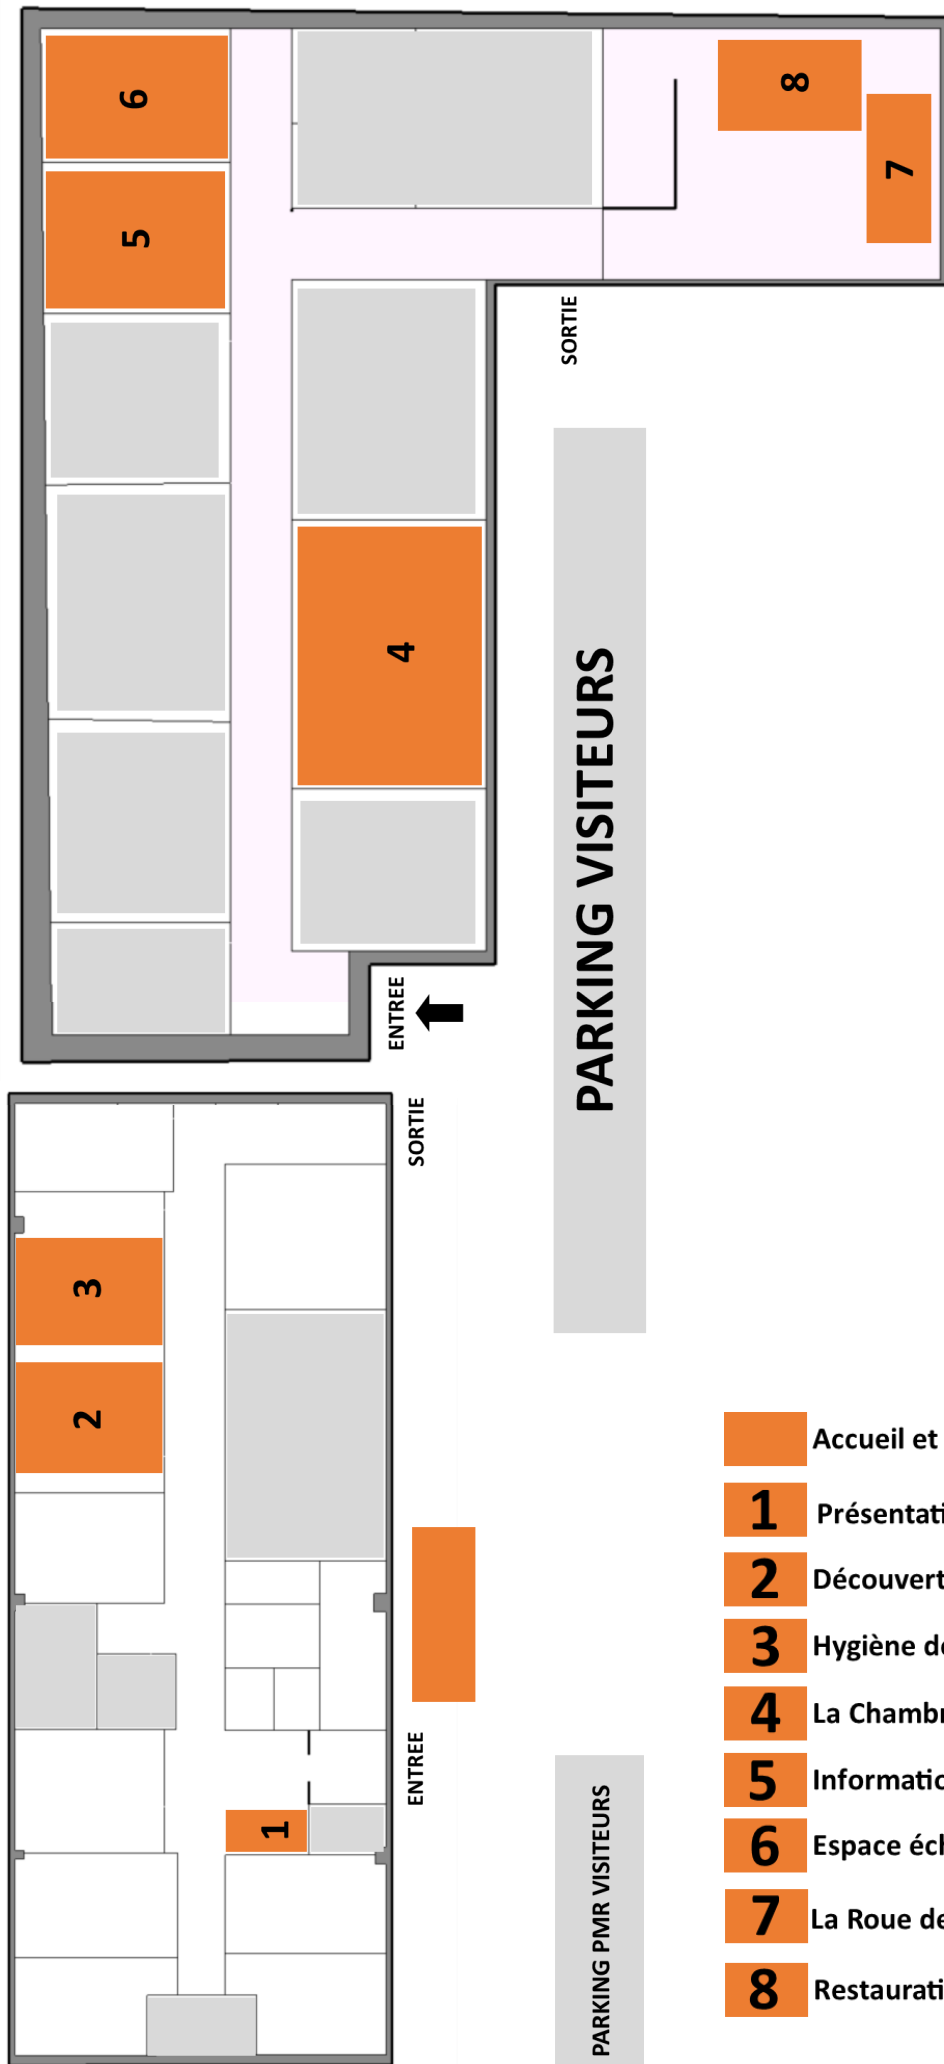 6
8
7
5
SORTIE
4
PARKING VISITEURS
ENTREE
SORTIE
3
2
ENTREE
1
PARKING PMR VISITEURS
Accueil et
1 Présentati
2 Découvert
3 Hygiène de
4 La Chambr
5 Informatio
6 Espace éch
7 La Roue de
8 Restaurati